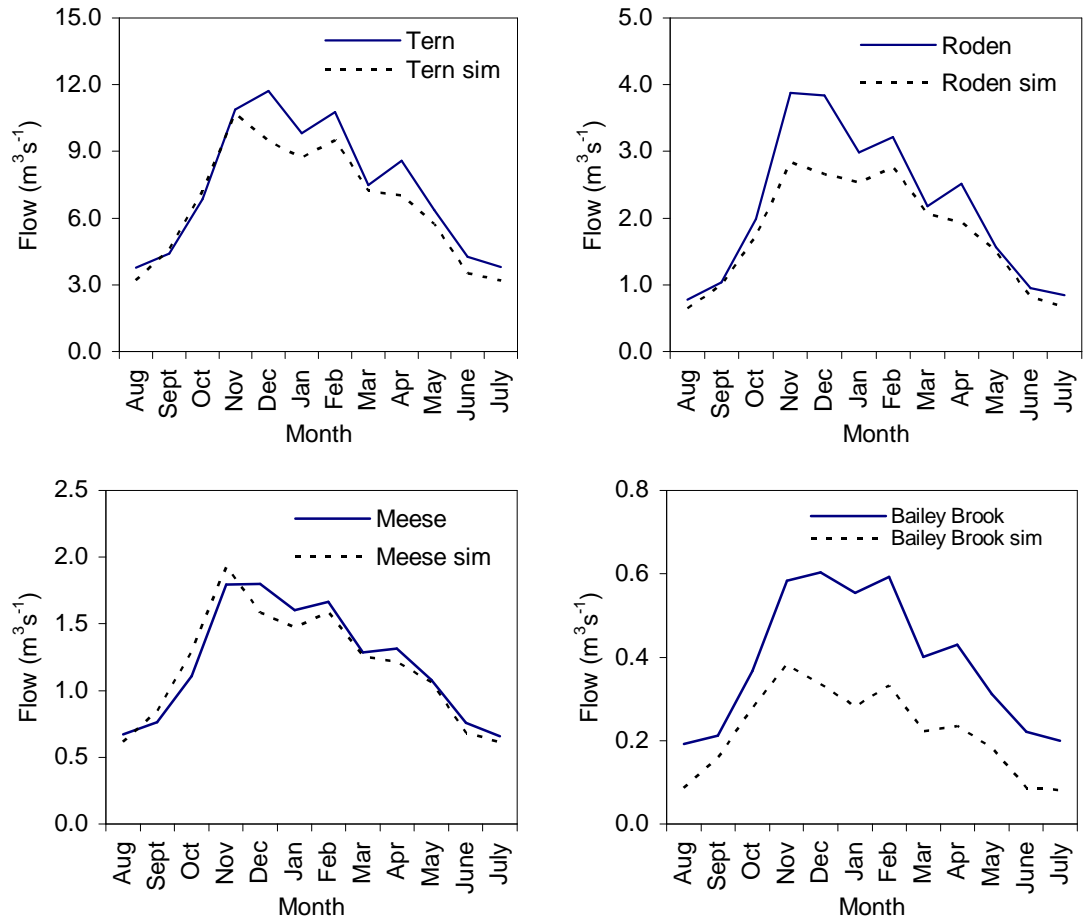 15.0
12.0
9.0
6.0
3.0
0.0
Flow (m³s⁻¹)
Tern
Tern sim
Aug Sept Oct Nov Dec Jan Feb Mar Apr May June July
Month
5.0
4.0
3.0
2.0
1.0
0.0
Flow (m³s⁻¹)
Roden
Roden sim
Aug Sept Oct Nov Dec Jan Feb Mar Apr May June July
Month
2.5
2.0
1.5
1.0
0.5
0.0
Flow (m³s⁻¹)
Meese
Meese sim
Aug Sept Oct Nov Dec Jan Feb Mar Apr May June July
Month
0.8
0.6
0.4
0.2
0.0
Flow (m³s⁻¹)
Bailey Brook
Bailey Brook sim
Aug Sept Oct Nov Dec Jan Feb Mar Apr May June July
Month